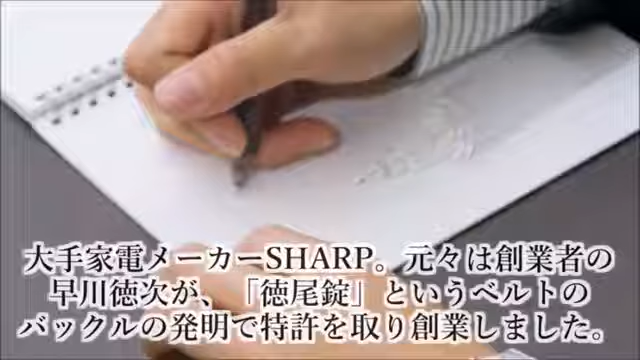 大手家電メーカーSHARP。元々は創業者の
早川徳次が、「徳尾錠」というベルトの
バックルの発明で特許を取り創業しました。